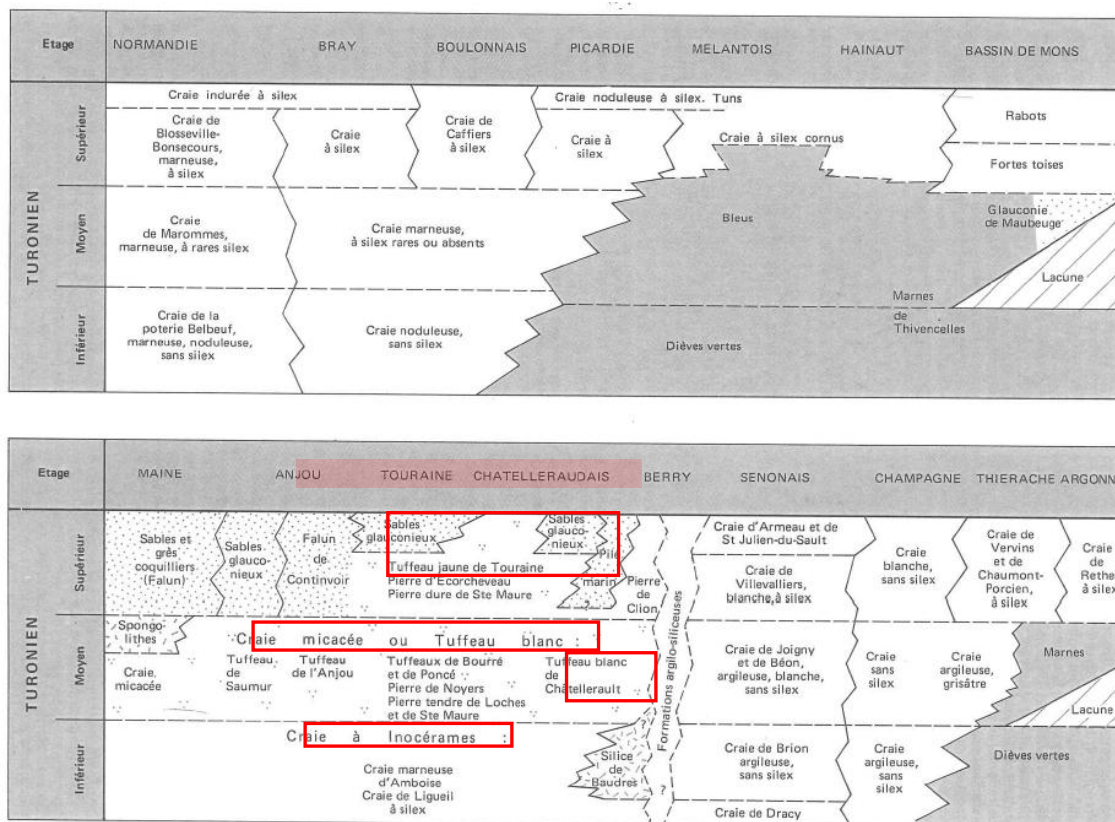 Etage
NORMANDIE
BRAY
BOULONNAIS
PICARDIE
MELANTOIS
HAINAUT
BASSIN DE MONS
TURONIEN
Supérieur
Craie indurée à silex
Craie noduleuse à silex. Tuns
Craie de
Blosseville-
Bonsecours,
marneuse,
à silex
Craie
à silex
Craie de
Caffiers
à silex
Craie à
silex
Craie à silex cornus
Rabots
Fortes toises
Moyen
Craie
de Marommes,
marneuse, à rares silex
Craie marneuse,
à silex rares ou absents
Bleus
Glauconie
de Maubeuge
Lacune
Marnes
de
Thivencelles
Inférieur
Craie de la
poterie Belbeuf,
marneuse, noduleuse,
sans silex
Craie noduleuse,
sans silex
Dièves vertes
Etage
MAINE
ANJOU
TOURAINE
CHATELLERAUDAIS
BERRY
SENONAIS
CHAMPAGNE
THIERACHE
ARGONN
TURONIEN
Supérieur
Sables et
grès
coquilliers
(Falun)
Sables
glauco-
nieux
Falun
de
Continvoir
Sables
glauconieux
Sables
glauco-
nieux
Tuffeau jaune de Touraine
Pierre d'Ecorcheveau
Pierre dure de Ste Maure
Pile
marin
?
Pierre
de
Clion
Formations argilo-siliceuses
?
Craie d'Armeau et de
St Julien-du-Sault
Craie de
Villevalliers,
blanche, à silex
Craie
blanche,
sans silex
Craie de
Vervins
et de
Chaumont-
Porcien,
à silex
Craie
de
Rethe
à silex
Moyen
Spongo-
lithes
Craie micacée ou Tuffeau blanc :
Craie
micacée
Tuffeau
de
Saumur
Tuffeau
de l'Anjou
Tuffeaux de Bourré
et de Poncé
Pierre de Noyers
Pierre tendre de Loches
et de Ste Maure
Tuffeau blanc
de
Châtellerault
Craie de Joigny
et de Béon,
argileuse, blanche,
sans silex
Craie
sans
silex
Craie
argileuse,
grisâtre
Marnes
Lacune
Inférieur
Craie à Inocérames :
Craie marneuse
d'Amboise
Craie de Ligueil
à silex
?
Silice
de
Baudres
Craie de Brion
argileuse,
sans silex
Craie de Dracy
Craie
argileuse,
sans
silex
Dièves vertes